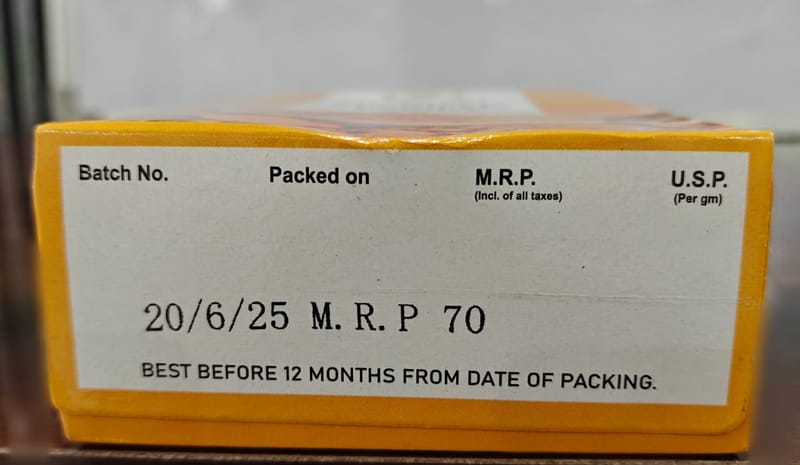 Batch No. Packed on M.R.P. U.S.P.
(Incl. of all taxes) (Per gm)
20/6/25 M.R.P 70
BEST BEFORE 12 MONTHS FROM DATE OF PACKING.